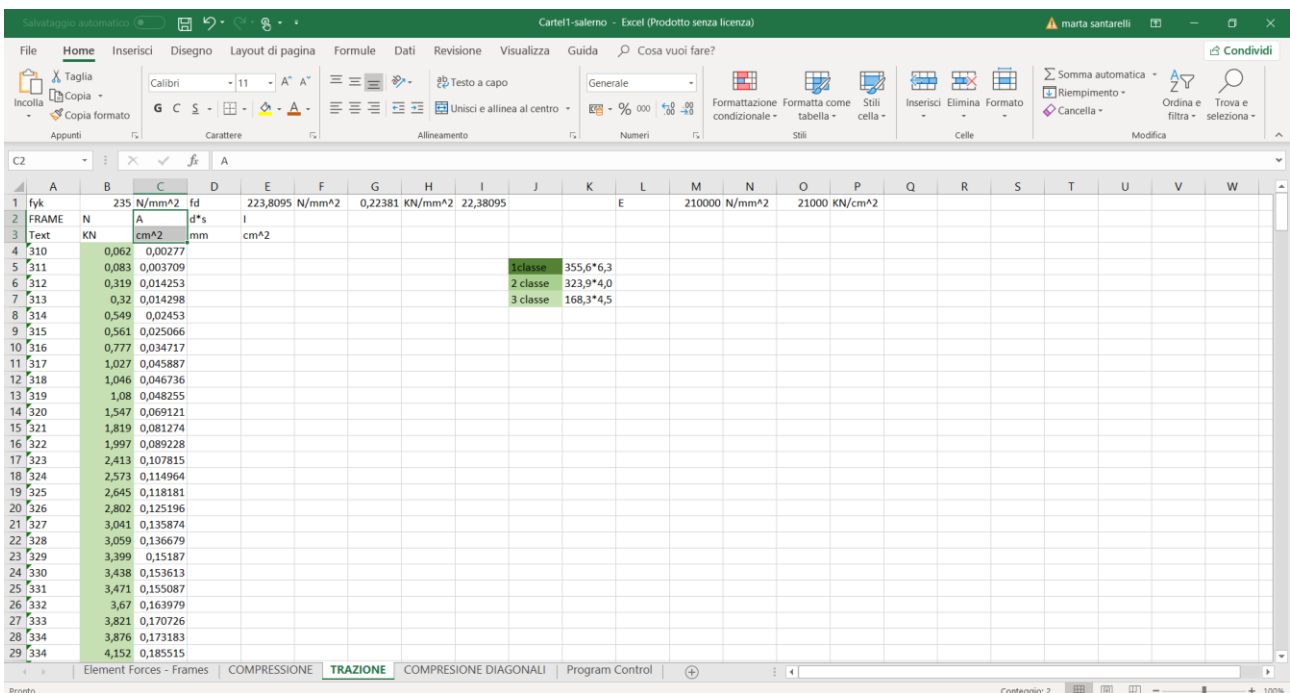 Salvataggio automatico
Cartel1-salerno - Excel (Prodotto senza licenza)
marta santarelli
File Home Inserisci Disegno Layout di pagina Formule Dati Revisione Visualizza Guida Cosa vuoi fare? Condividi
Incolla
Taglia
Copia
Copia formato
Appunti
Calibri 11
G C S
Carattere
Testo a capo
Unisci e allinea al centro
Allineamento
Generale
% 000
Numeri
Formattazione condizionale
Formatta come tabella
Stili cella
Stili
Inserisci Elimina Formato
Celle
Somma automatica
Riempimento
Cancella
Ordina e filtra
Trova e seleziona
Modifica
C2 fx A
A B C D E F G H I J K L M N O P Q R S T U V W
1 fyk 235 N/mm^2 fd 223,8095 N/mm^2 0,22381 KN/mm^2 22,38095 E 210000 N/mm^2 21000 KN/cm^2
2 FRAME N A d*s I
3 Text KN cm^2 mm cm^2
4 310 0,062 0,00277
5 311 0,083 0,003709 1classe 355,6*6,3
6 312 0,319 0,014253 2 classe 323,9*4,0
7 313 0,32 0,014298 3 classe 168,3*4,5
8 314 0,549 0,02453
9 315 0,561 0,025066
10 316 0,777 0,034717
11 317 1,027 0,045887
12 318 1,046 0,046736
13 319 1,08 0,048255
14 320 1,547 0,069121
15 321 1,819 0,081274
16 322 1,997 0,089228
17 323 2,413 0,107815
18 324 2,573 0,114964
19 325 2,645 0,118181
20 326 2,802 0,125196
21 327 3,041 0,135874
22 328 3,059 0,136679
23 329 3,399 0,15187
24 330 3,438 0,153613
25 331 3,471 0,155087
26 332 3,67 0,163979
27 333 3,821 0,170726
28 334 3,876 0,173183
29 334 4,152 0,185515
Element Forces - Frames COMPRESSIONE TRAZIONE COMPRESIONE DIAGONALI Program Control
Pronto Conteggio: 2 100%